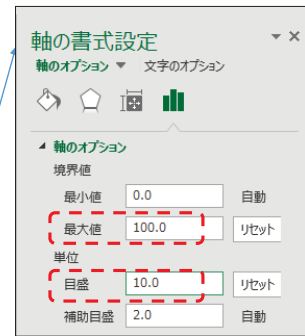 軸の書式設定
軸のオプション 文字のオプション
軸のオプション
境界値
最小値 0.0 自動
最大値 100.0 リセット
単位
目盛 10.0 リセット
補助目盛 2.0 自動